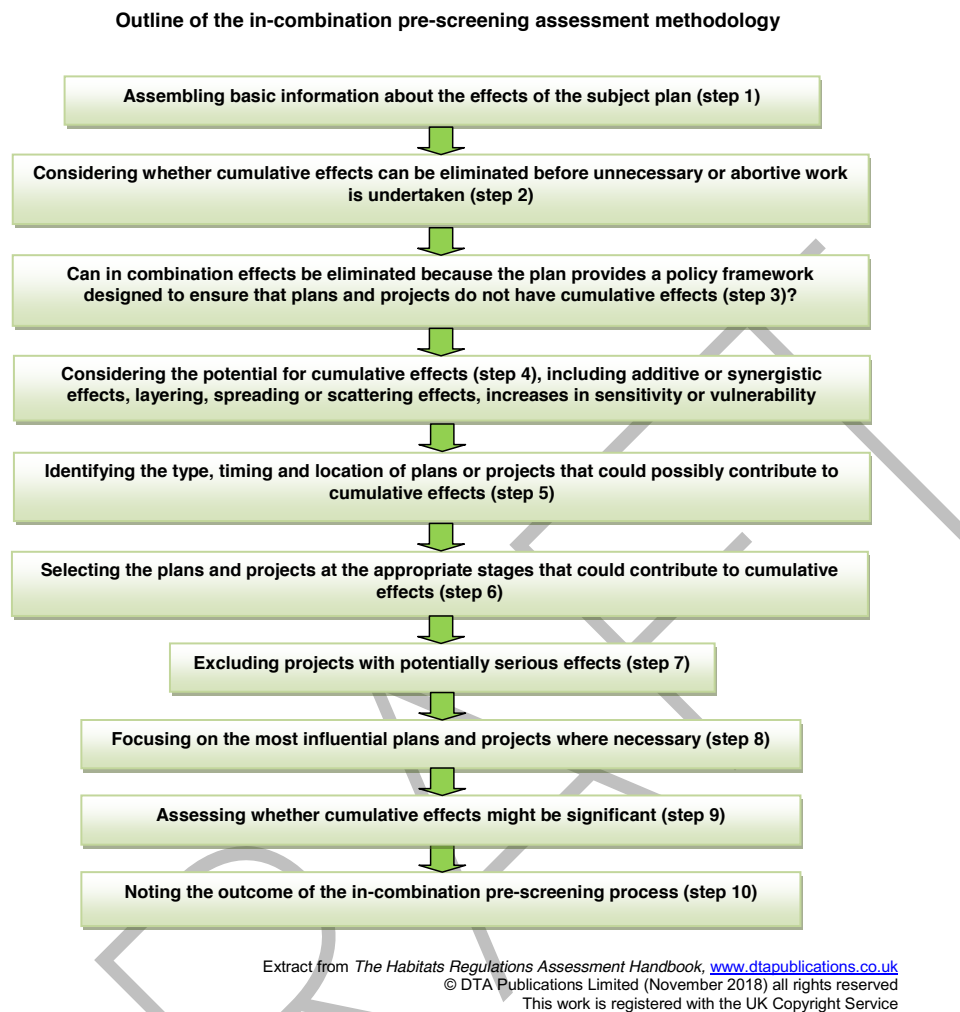 Outline of the in-combination pre-screening assessment methodology
Assembling basic information about the effects of the subject plan (step 1)
Considering whether cumulative effects can be eliminated before unnecessary or abortive work
is undertaken (step 2)
Can in combination effects be eliminated because the plan provides a policy framework
designed to ensure that plans and projects do not have cumulative effects (step 3)?
Considering the potential for cumulative effects (step 4), including additive or synergistic
effects, layering, spreading or scattering effects, increases in sensitivity or vulnerability
Identifying the type, timing and location of plans or projects that could possibly contribute to
cumulative effects (step 5)
Selecting the plans and projects at the appropriate stages that could contribute to cumulative
effects (step 6)
Excluding projects with potentially serious effects (step 7)
Focusing on the most influential plans and projects where necessary (step 8)
Assessing whether cumulative effects might be significant (step 9)
Noting the outcome of the in-combination pre-screening process (step 10)
Extract from The Habitats Regulations Assessment Handbook, www.dtapublications.co.uk
© DTA Publications Limited (November 2018) all rights reserved
This work is registered with the UK Copyright Service